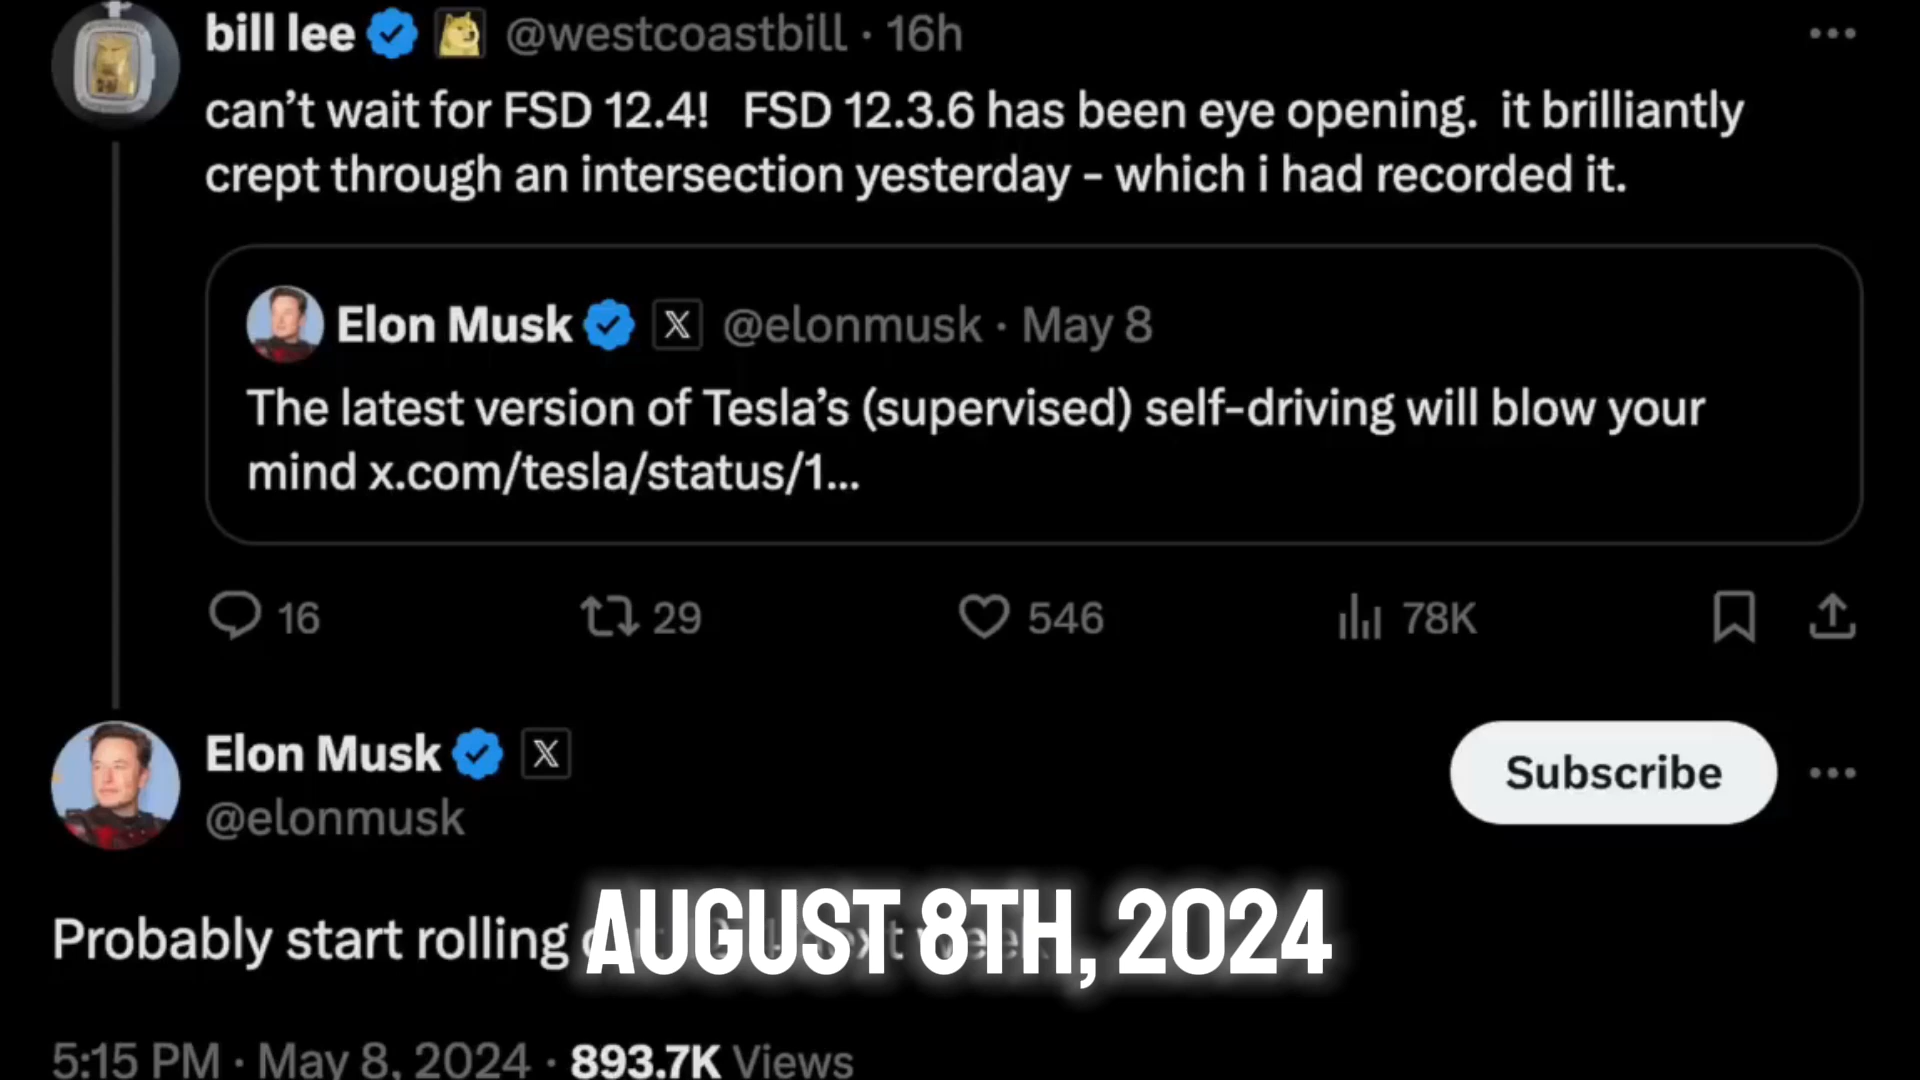 bill lee @westcoastbill · 16h
can’t wait for FSD 12.4! FSD 12.3.6 has been eye opening. it brilliantly
crept through an intersection yesterday - which i had recorded it.
Elon Musk X @elonmusk · May 8
The latest version of Tesla’s (supervised) self-driving will blow your
mind x.com/tesla/status/1...
16 29 546 78K
Elon Musk X
Subscribe
@elonmusk
Probably start rolling
AUGUST 8TH, 2024
5:15 PM · May 8, 2024 · 893.7K Views